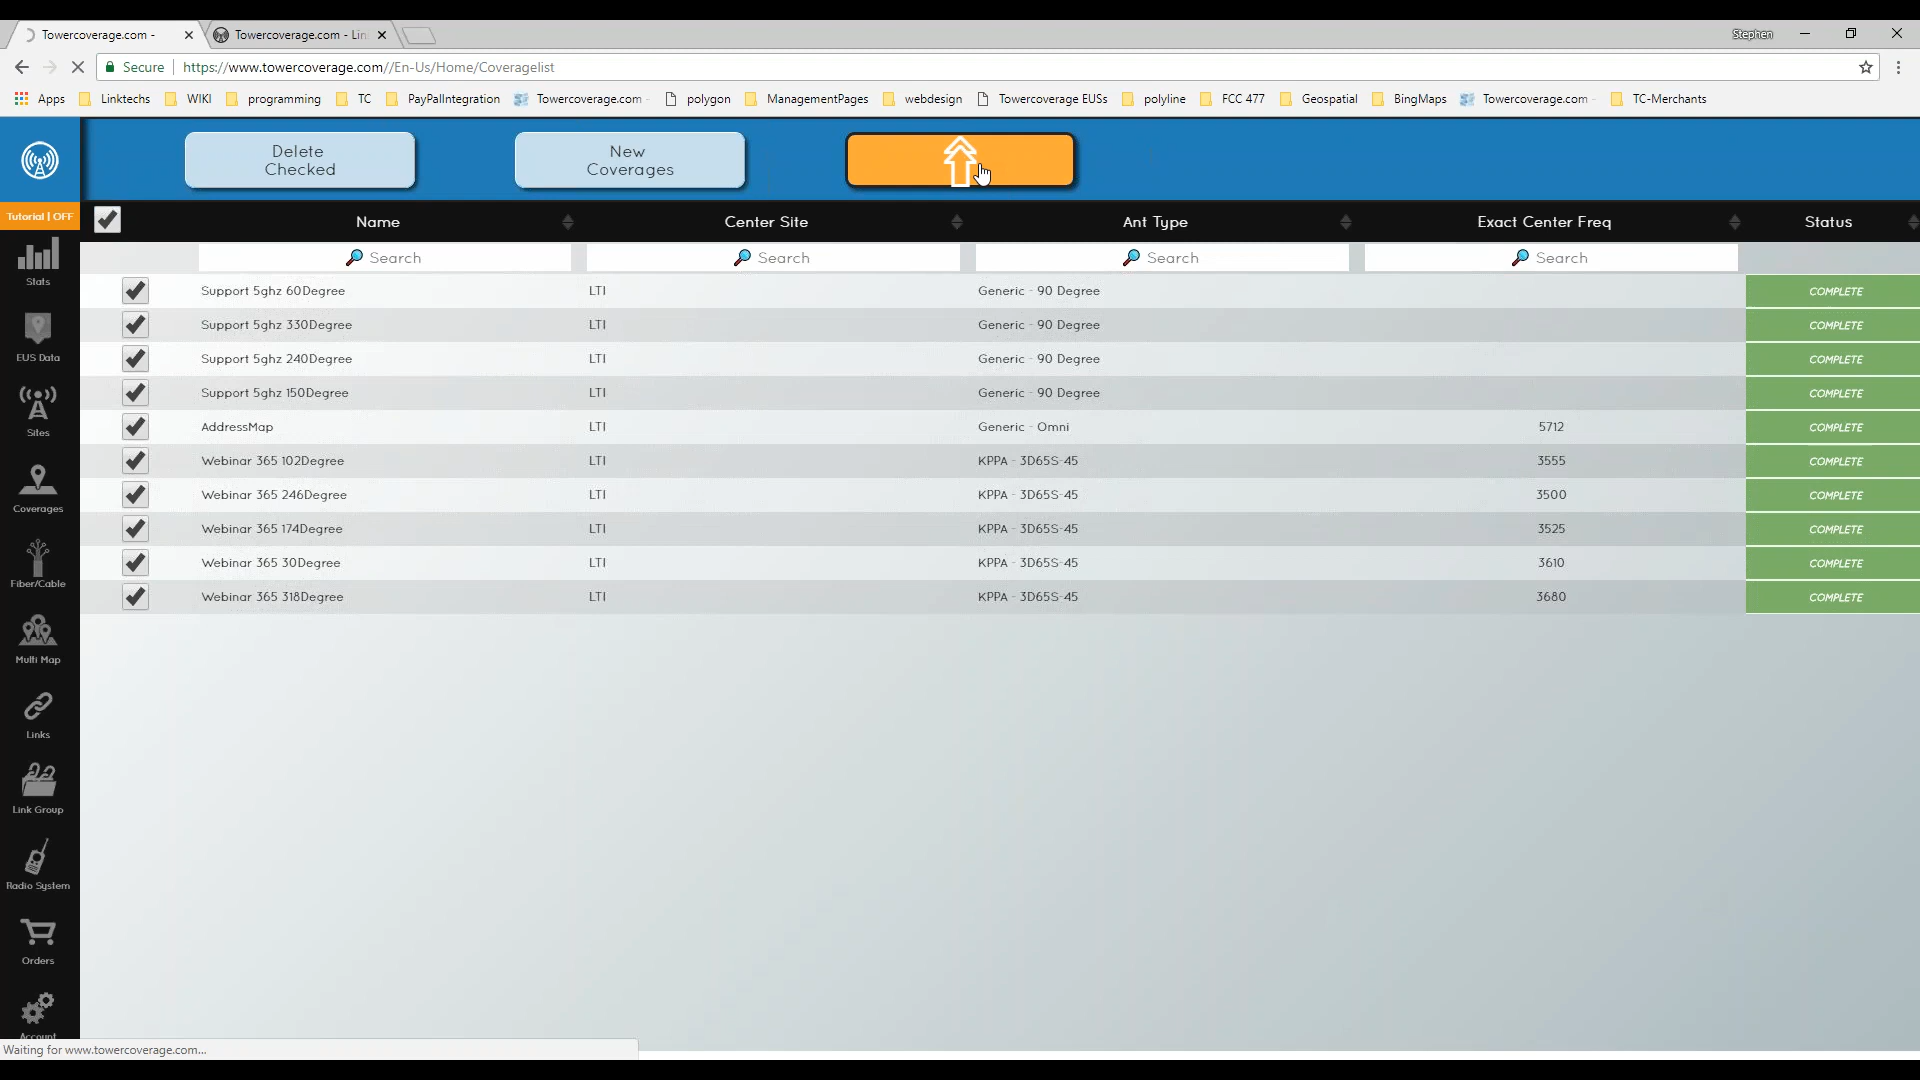 Towercoverage.com -
Towercoverage.com - Lin
Stephen
Secure https://www.towercoverage.com//En-Us/Home/Coveragelist
Apps Linktechs WIKI programming TC PayPalIntegration Towercoverage.com polygon ManagementPages webdesign Towercoverage EUSs polyline FCC 477 Geospatial BingMaps Towercoverage.com TC-Merchants
Delete
Checked
New
Coverages
Tutorial | OFF
Name Center Site Ant Type Exact Center Freq Status
Search Search Search Search
Support 5ghz 60Degree LTI Generic - 90 Degree COMPLETE
Support 5ghz 330Degree LTI Generic - 90 Degree COMPLETE
Support 5ghz 240Degree LTI Generic - 90 Degree COMPLETE
Support 5ghz 150Degree LTI Generic - 90 Degree COMPLETE
AddressMap LTI Generic - Omni 5712 COMPLETE
Webinar 365 102Degree LTI KPPA - 3D65S-45 3555 COMPLETE
Webinar 365 246Degree LTI KPPA - 3D65S-45 3500 COMPLETE
Webinar 365 174Degree LTI KPPA - 3D65S-45 3525 COMPLETE
Webinar 365 30Degree LTI KPPA - 3D65S-45 3610 COMPLETE
Webinar 365 318Degree LTI KPPA - 3D65S-45 3680 COMPLETE
Stats
EUS Data
Sites
Coverages
Fiber/Cable
Multi Map
Links
Link Group
Radio System
Orders
Account
Waiting for www.towercoverage.com...